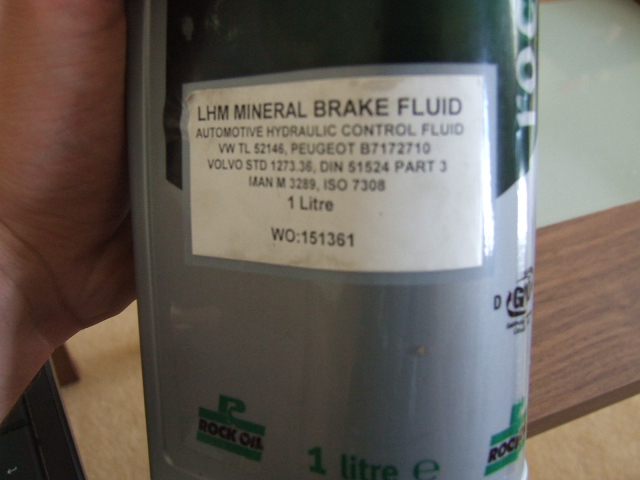 LHM MINERAL BRAKE FLUID
AUTOMOTIVE HYDRAULIC CONTROL FLUID
VW TL 52146, PEUGEOT B7172710
VOLVO STD 1273.36, DIN 51524 PART 3
MAN M 3289, ISO 7308
1 Litre
WO:151361
D
ROCK OIL
1 litre e
ROCK